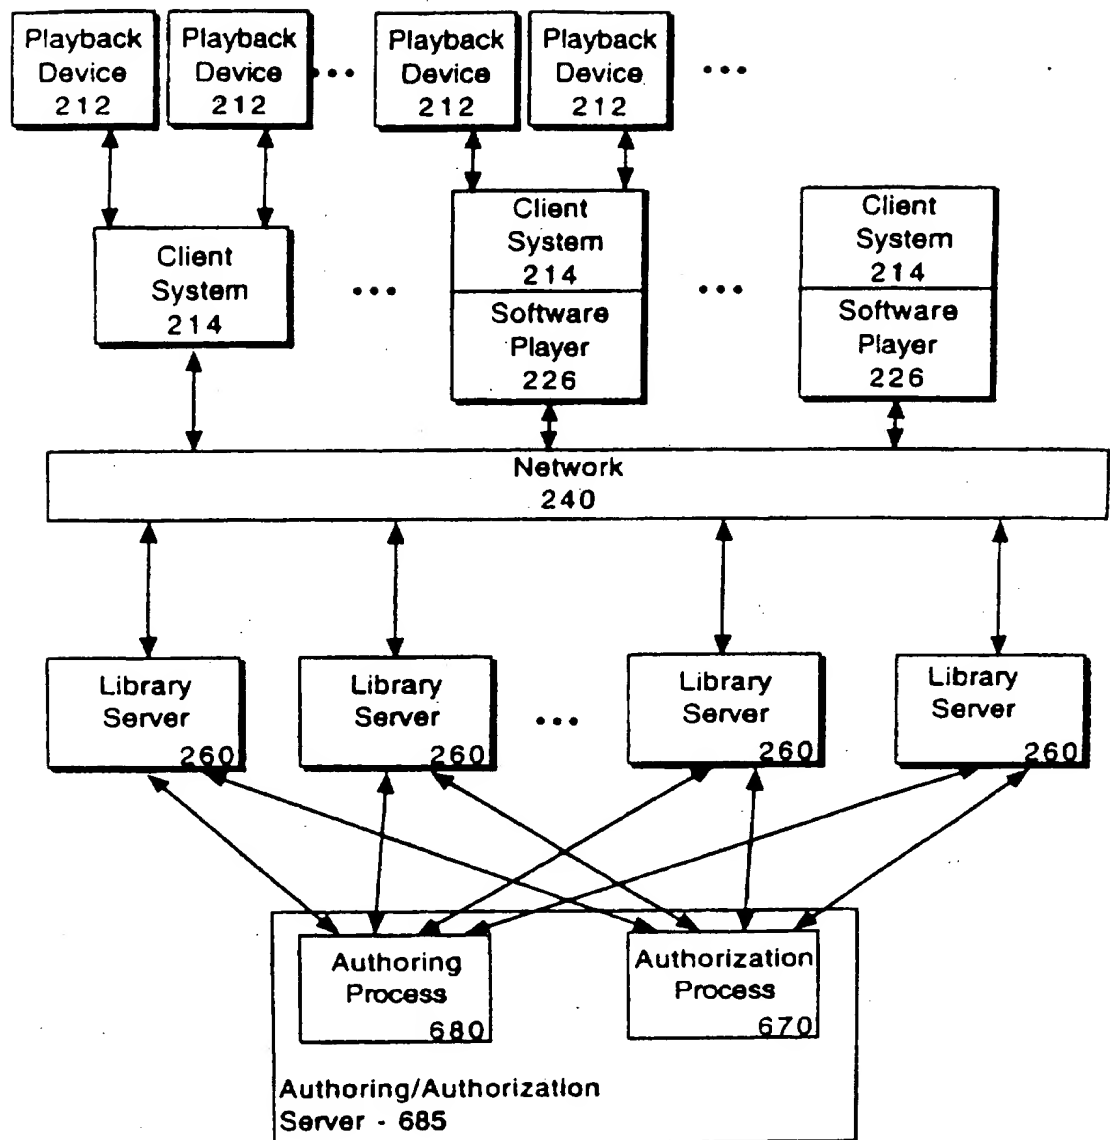 Playback
Device
212
Playback
Device
212
Playback
Device
212
Playback
Device
212
Client
System
214
Client
System
214
Software
Player
226
Client
System
214
Software
Player
226
Network
240
Library
Server
260
Library
Server
260
Library
Server
260
Library
Server
260
Authoring
Process
680
Authorization
Process
670
Authoring/Authorization
Server - 685